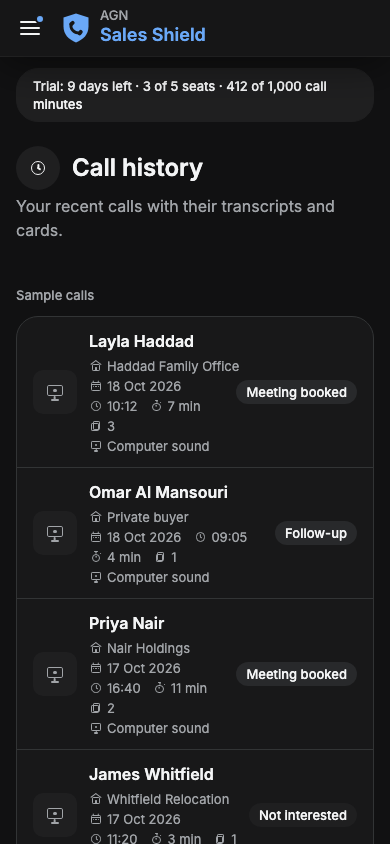 AGN
Sales Shield
Trial: 9 days left · 3 of 5 seats · 412 of 1,000 call
minutes
Call history
Your recent calls with their transcripts and
cards.
Sample calls
Layla Haddad
Haddad Family Office
18 Oct 2026
Meeting booked
10:12 7 min
3
Computer sound
Omar Al Mansouri
Private buyer
18 Oct 2026 09:05
Follow-up
4 min 1
Computer sound
Priya Nair
Nair Holdings
17 Oct 2026
Meeting booked
16:40 11 min
2
Computer sound
James Whitfield
Whitfield Relocation
17 Oct 2026
Not interested
11:20 3 min 1